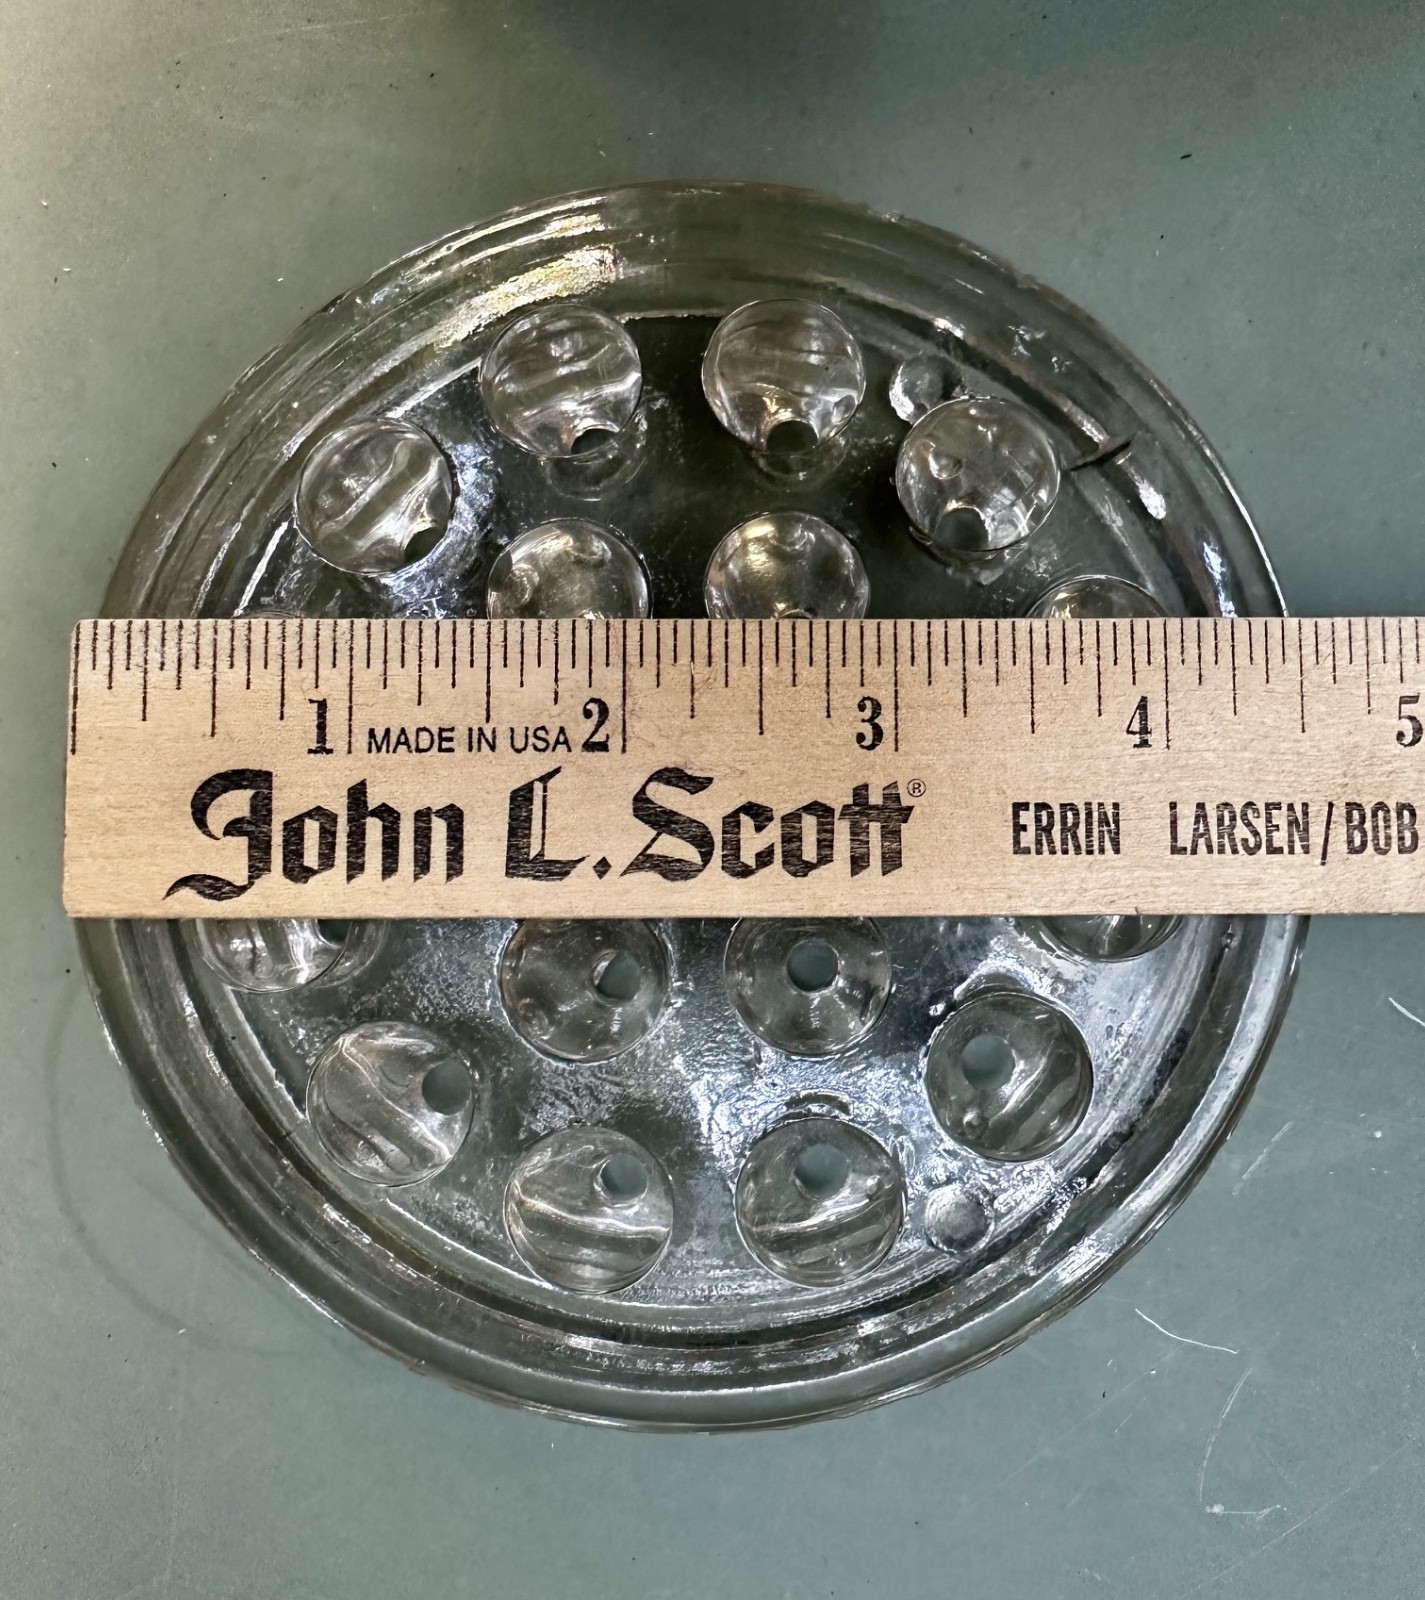 1 MADE IN USA 2 3 4 5
John L. Scott® ERRIN LARSEN / BOB